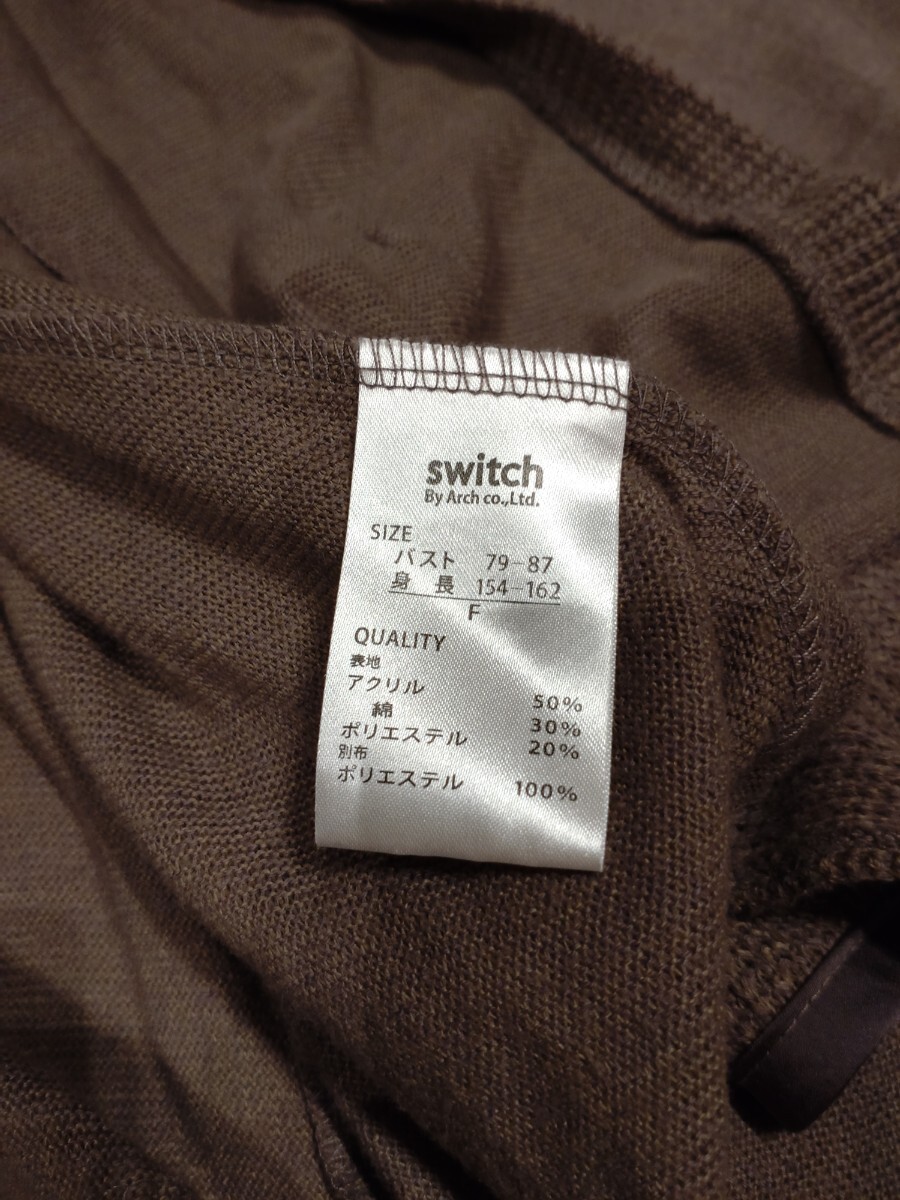 switch
By Arch co.,Ltd.
SIZE
バスト 79-87
身長 154-162
F
QUALITY
表地
アクリル 50%
綿 30%
ポリエステル 20%
別布
ポリエステル 100%